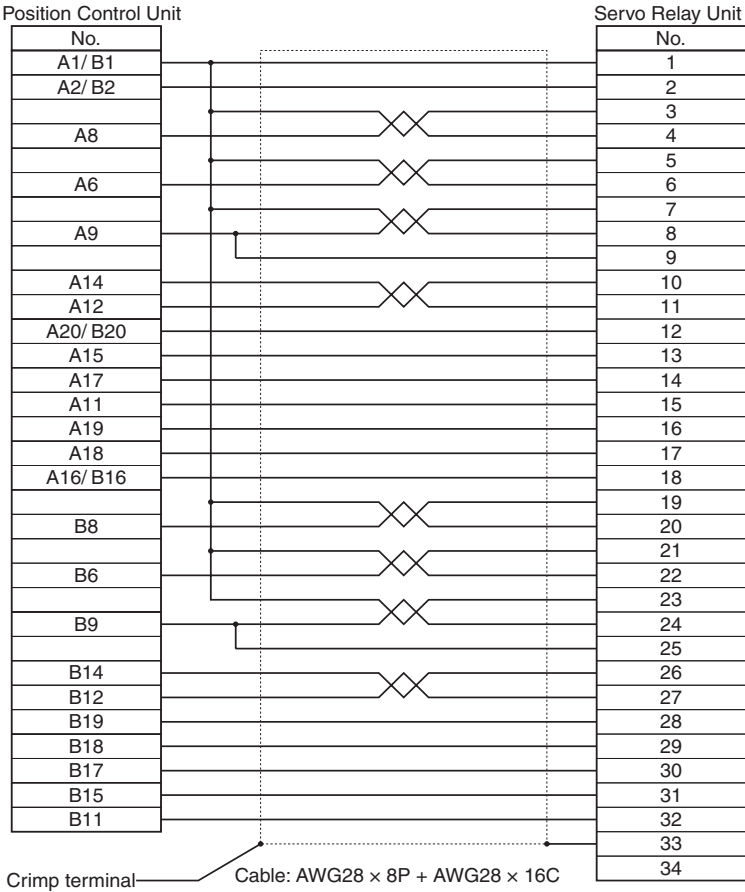 Position Control Unit Servo Relay Unit
No. No.
A1/ B1 1
A2/ B2 2
3
A8 4
5
A6 6
7
A9 8
9
A14 10
A12 11
A20/ B20 12
A15 13
A17 14
A11 15
A19 16
A18 17
A16/ B16 18
19
B8 20
21
B6 22
23
B9 24
25
B14 26
B12 27
B19 28
B18 29
B17 30
B15 31
B11 32
33
34
Crimp terminal Cable: AWG28 × 8P + AWG28 × 16C